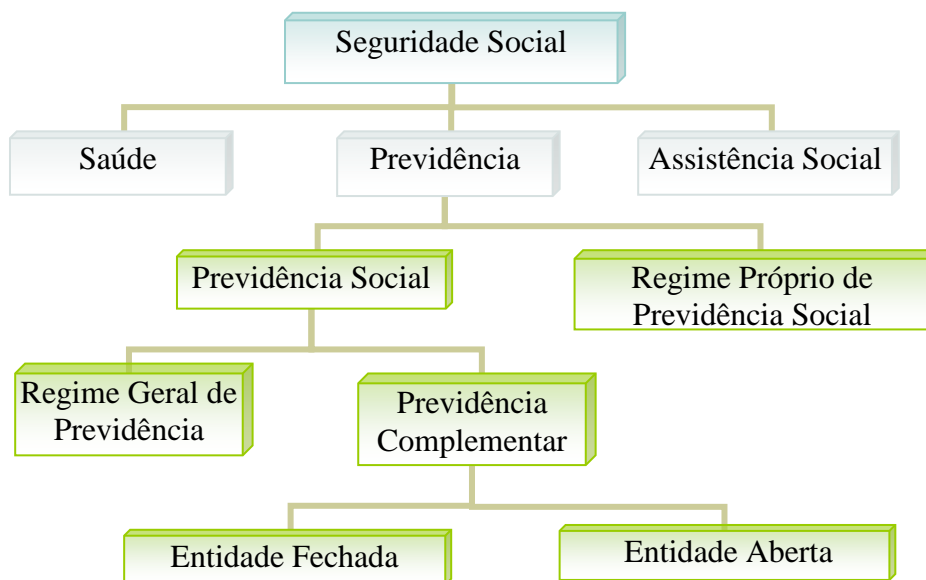 Seguridade Social
Saúde
Previdência
Assistência Social
Previdência Social
Regime Próprio de
Previdência Social
Regime Geral de
Previdência
Previdência
Complementar
Entidade Fechada
Entidade Aberta